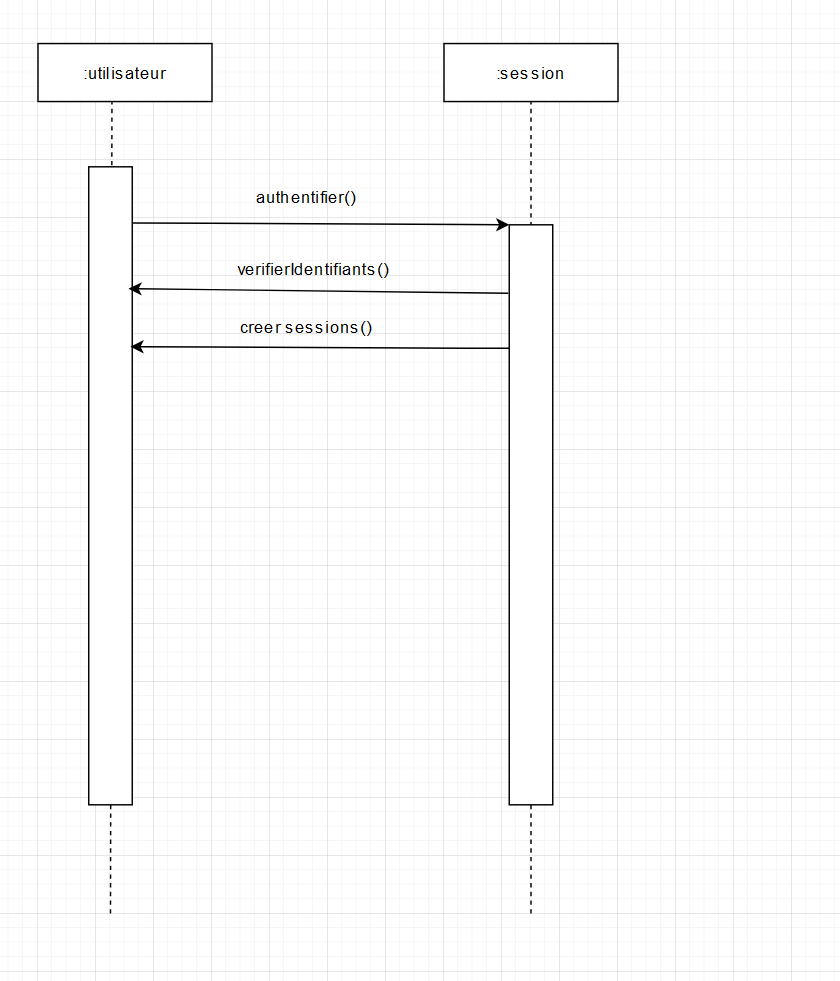 :utilisateur
:session
authentifier()
verifierIdentifiants()
creer sessions()